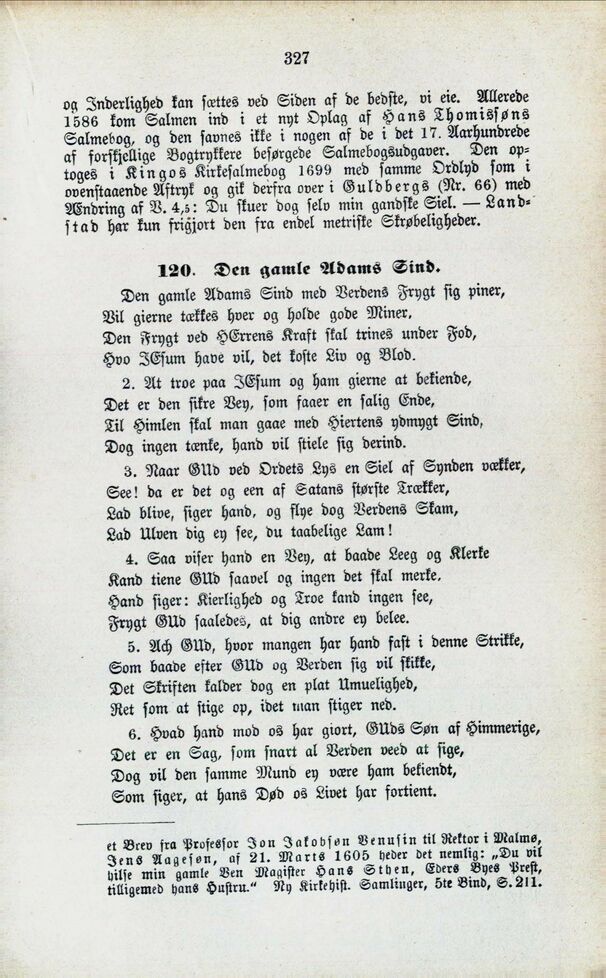 327
og Inderlighed kan sættes ved Siden af de bedste, vi eie. Allerede
1586 kom Salmen ind i et nyt Oplag af Hans Thomissøns
Salmebog, og den savnes ikke i nogen af de i det 17. Aarhundrede
af forskjellige Bogtrykkere besørgede Salmebogsudgaver. Den op-
toges i Kingos Kirkesalmebog 1699 med samme Ordlyd som i
ovenstaaende Aftryk og gik derfra over i Guldbergs (Nr. 66) med
Ændring af V. 4,5: Du skuer dog selv min gandske Siel. — Land-
stad har kun frigjort den fra endel metriske Skrøbeligheder.
120. Den gamle Adams Sind.
Den gamle Adams Sind med Verdens Frygt sig piner,
Vil gierne tækkes hver og holde gode Miner,
Den Frygt ved HErrens Kraft skal trines under Fod,
Hvo JEsum have vil, det koste Liv og Blod.
2. At troe paa JEsum og ham gierne at bekiende,
Det er den sikre Vey, som faaer en salig Ende,
Til Himlen skal man gaae med Hiertens ydmygt Sind,
Dog ingen tænke, hand vil stiele sig derind.
3. Naar GUd ved Ordets Lys en Siel af Synden vækker,
See! da er det og een af Satans største Trækker,
Lad blive, siger hand, og flye dog Verdens Skam,
Lad Ulven dig ey see, du taabelige Lam!
4. Saa viser hand en Vey, at baade Leeg og Klerke
Kand tiene GUd saavel og ingen det skal merke.
Hand siger: Kierlighed og Troe kand ingen see,
Frygt GUd saaledes, at dig andre ey belee.
5. Ach GUd, hvor mangen har hand fast i denne Strikke,
Som baade efter GUd og Verden sig vil skikke,
Det Skriften kalder dog en plat Umuelighed,
Ret som at stige op, idet man stiger ned.
6. Hvad hand mod os har giort, GUds Søn af Himmerige,
Det er en Sag, som snart al Verden veed at sige,
Dog vil den samme Mund ey være ham bekiendt,
Som siger, at hans Død os Livet har fortient.
et Brev fra Professor Jon Jakobsøn Venusin til Rektor i Malmø,
Jens Aagesøn, af 21. Marts 1605 heder det nemlig: „Du vil
hilse min gamle Ven Magister Hans Sthen, Eders Byes Præst,
tilligemed hans Hustru.“ Ny Kirkehist. Samlinger, 5te Bind, S. 211.